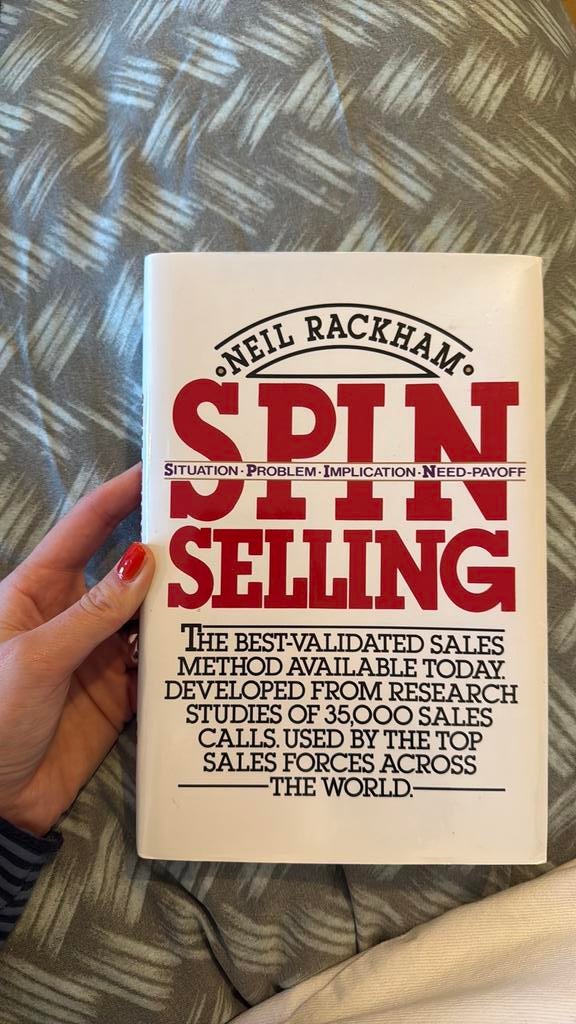 ·NEIL RACKHAM·
SPIN
SITUATION·PROBLEM·IMPLICATION·NEED-PAYOFF
SELLING
THE BEST-VALIDATED SALES
METHOD AVAILABLE TODAY.
DEVELOPED FROM RESEARCH
STUDIES OF 35,000 SALES
CALLS. USED BY THE TOP
SALES FORCES ACROSS
THE WORLD.